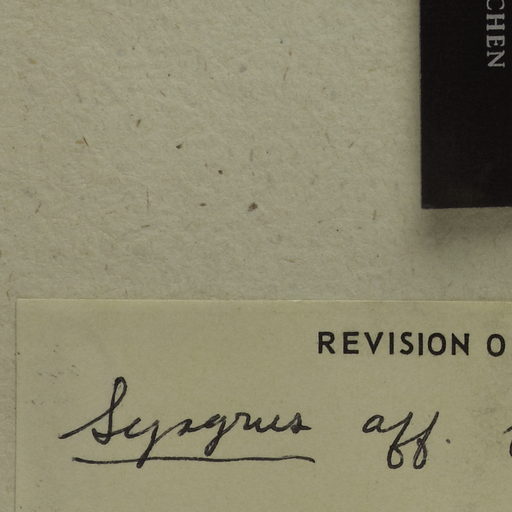 CHEN
REVISION O
Syagrus aff.